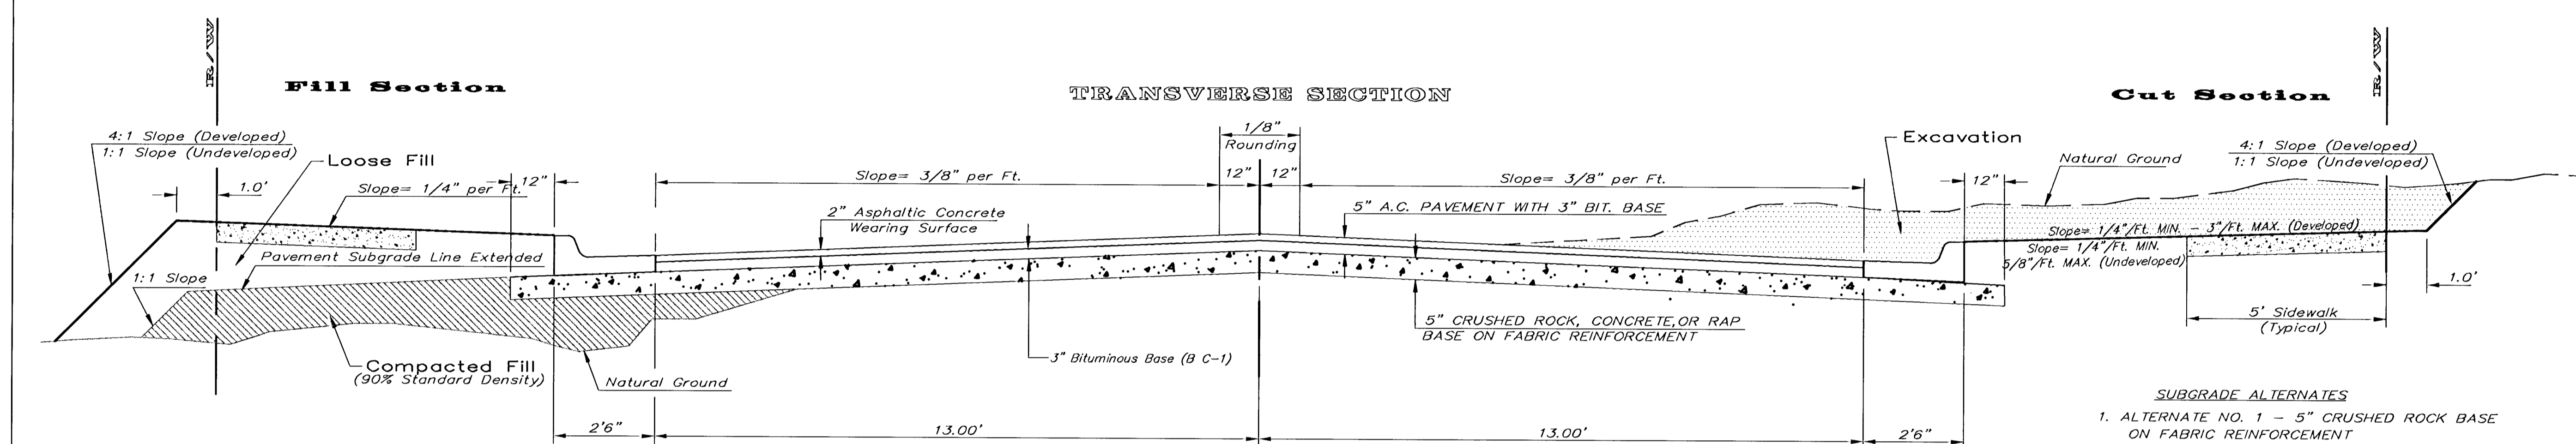 R/W
Fill Section
TRANSVERSE SECTION
Cut Section
R/W
4:1 Slope (Developed)
1:1 Slope (Undeveloped)
Loose Fill
1.0'
Slope= 1/4" per Ft.
12"
Slope= 3/8" per Ft.
1/8"
Rounding
12"
12"
Slope= 3/8" per Ft.
Excavation
Natural Ground
4:1 Slope (Developed)
1:1 Slope (Undeveloped)
12"
2" Asphaltic Concrete
Wearing Surface
5" A.C. PAVEMENT WITH 3" BIT. BASE
Slope= 1/4"/Ft. MIN. - 3"/Ft. MAX. (Developed)
Slope= 1/4"/Ft. MIN.
5/8"/Ft. MAX. (Undeveloped)
Pavement Subgrade Line Extended
1:1 Slope
1.0'
5' Sidewalk
(Typical)
5" CRUSHED ROCK, CONCRETE,OR RAP
BASE ON FABRIC REINFORCEMENT
3" Bituminous Base (B C-1)
Compacted Fill
(90% Standard Density)
Natural Ground
SUBGRADE ALTERNATES
1. ALTERNATE NO. 1 - 5" CRUSHED ROCK BASE
ON FABRIC REINFORCEMENT
2'6"
13.00'
13.00'
2'6"